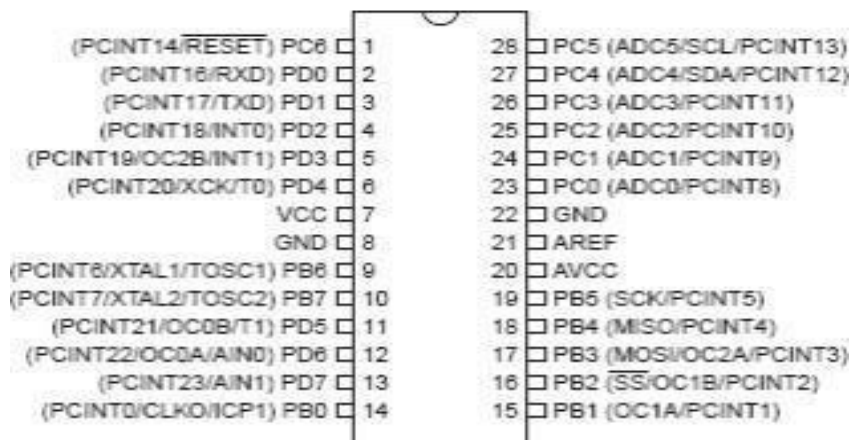 (PCINT14/RESET) PC6 1
(PCINT16/RXD) PD0 2
(PCINT17/TXD) PD1 3
(PCINT18/INT0) PD2 4
(PCINT19/OC2B/INT1) PD3 5
(PCINT20/XCK/T0) PD4 6
VCC 7
GND 8
(PCINT6/XTAL1/TOSC1) PB6 9
(PCINT7/XTAL2/TOSC2) PB7 10
(PCINT21/OC0B/T1) PD5 11
(PCINT22/OC0A/AIN0) PD6 12
(PCINT23/AIN1) PD7 13
(PCINT0/CLKO/ICP1) PB0 14
28 PC5 (ADC5/SCL/PCINT13)
27 PC4 (ADC4/SDA/PCINT12)
26 PC3 (ADC3/PCINT11)
25 PC2 (ADC2/PCINT10)
24 PC1 (ADC1/PCINT9)
23 PC0 (ADC0/PCINT8)
22 GND
21 AREF
20 AVCC
19 PB5 (SCK/PCINT5)
18 PB4 (MISO/PCINT4)
17 PB3 (MOSI/OC2A/PCINT3)
16 PB2 (SS/OC1B/PCINT2)
15 PB1 (OC1A/PCINT1)